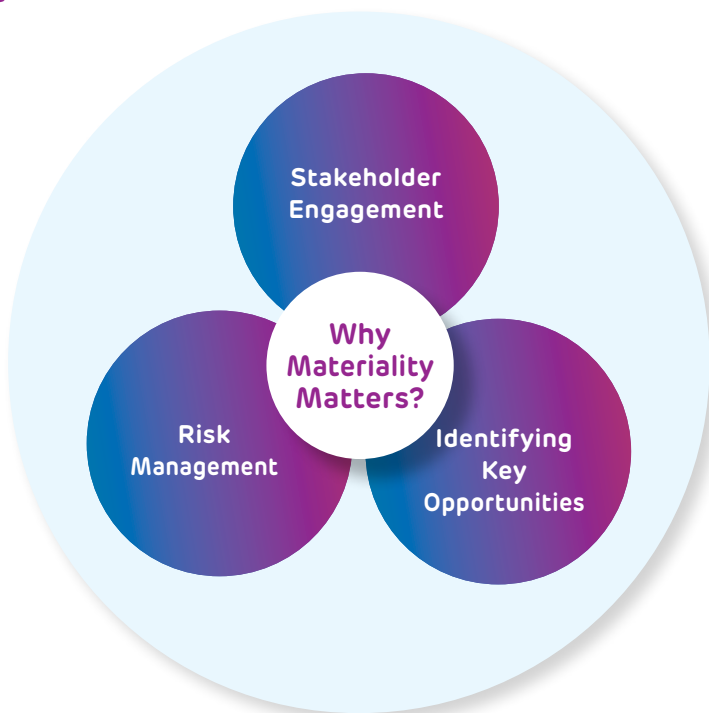 Stakeholder
Engagement
Why
Materiality
Matters?
Risk
Management
Identifying
Key
Opportunities